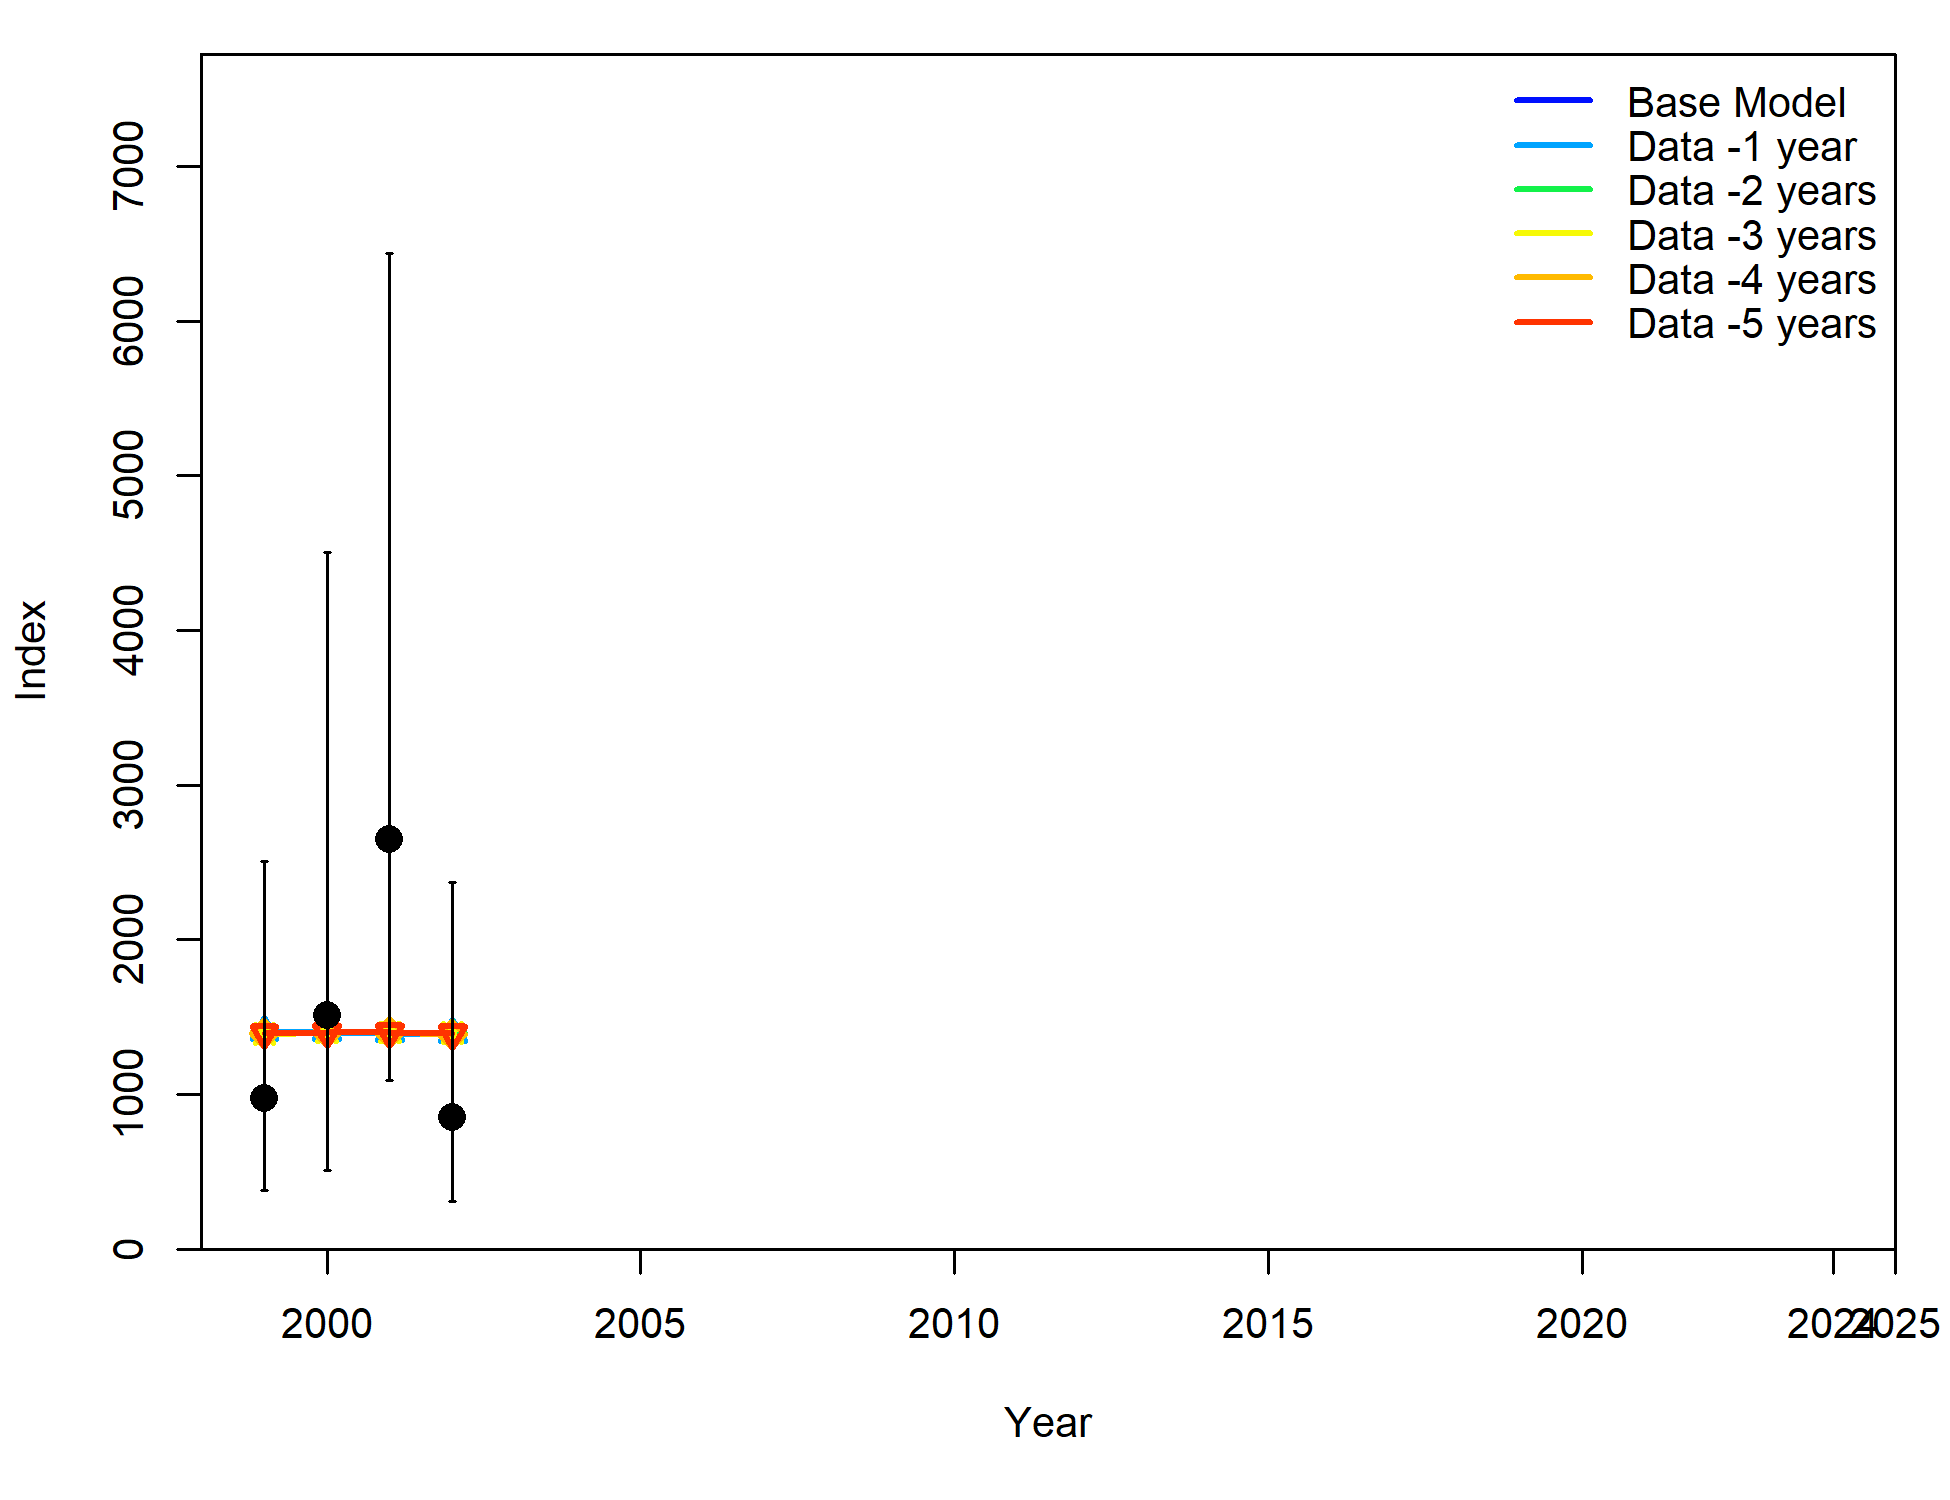 Base Model
Data -1 year
Data -2 years
Data -3 years
Data -4 years
Data -5 years
7000
6000
5000
4000
3000
2000
1000
0
Index
2000 2005 2010 2015 2020 2024 2025
Year